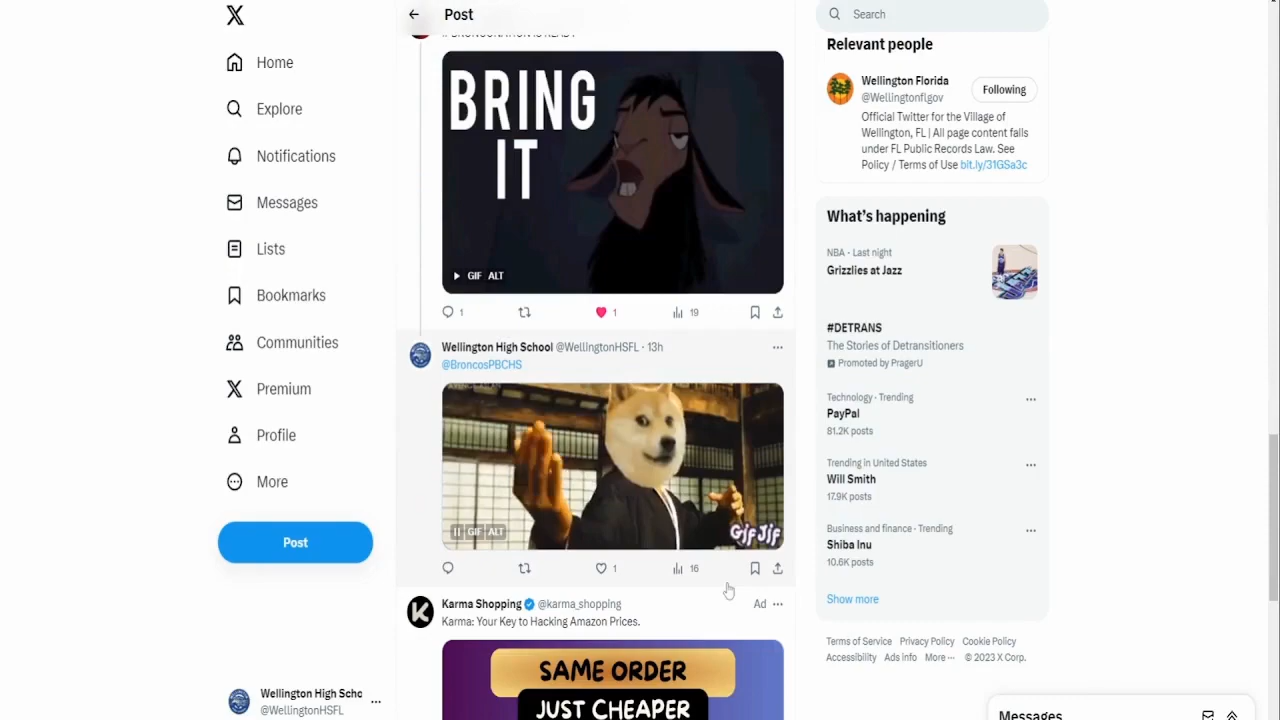 Post
Search
Home
Explore
Notifications
Messages
Lists
Bookmarks
Communities
Premium
Profile
More
Post
Wellington High Scho
@WellingtonHSFL
BRING
IT
GIF ALT
1
1
19
Wellington High School @WellingtonHSFL · 13h
@BroncosPBCHS
GIF ALT
GifJif
1
16
Karma Shopping @karma_shopping
Ad
Karma: Your Key to Hacking Amazon Prices.
SAME ORDER
JUST CHEAPER
Relevant people
Wellington Florida
@Wellingtonflgov
Following
Official Twitter for the Village of
Wellington, FL | All page content falls
under FL Public Records Law. See
Policy / Terms of Use bit.ly/31GSa3c
What's happening
NBA · Last night
Grizzlies at Jazz
#DETRANS
The Stories of Detransitioners
Promoted by PragerU
Technology · Trending
PayPal
81.2K posts
Trending in United States
Will Smith
17.9K posts
Business and finance · Trending
Shiba Inu
10.6K posts
Show more
Terms of Service Privacy Policy Cookie Policy
Accessibility Ads info More ··· © 2023 X Corp.
Messages